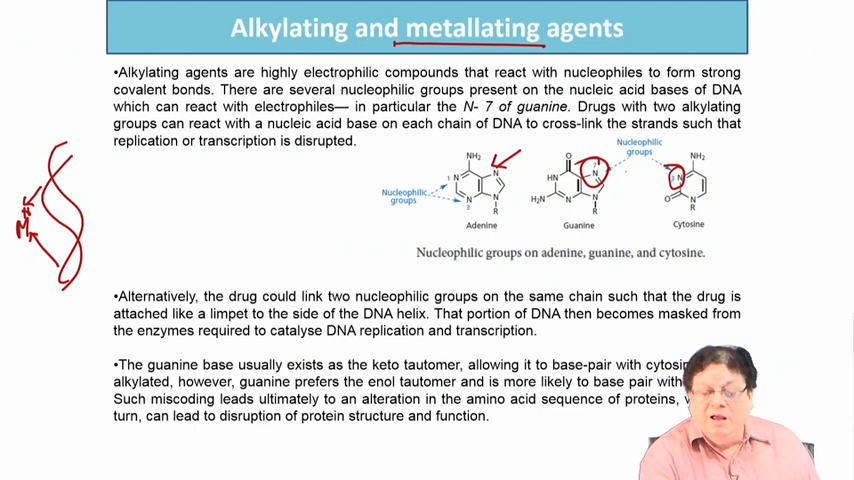 Alkylating and metallating agents
•Alkylating agents are highly electrophilic compounds that react with nucleophiles to form strong
covalent bonds. There are several nucleophilic groups present on the nucleic acid bases of DNA
which can react with electrophiles— in particular the N- 7 of guanine. Drugs with two alkylating
groups can react with a nucleic acid base on each chain of DNA to cross-link the strands such that
replication or transcription is disrupted.
Nucleophilic
groups
NH₂
N
1 N
N
3
N
R
Nucleophilic
groups
Adenine
O
7
N
HN
H₂N
N
N
R
Guanine
NH₂
3 N
O
N
R
Cytosine
M
Nucleophilic groups on adenine, guanine, and cytosine.
•Alternatively, the drug could link two nucleophilic groups on the same chain such that the drug is
attached like a limpet to the side of the DNA helix. That portion of DNA then becomes masked from
the enzymes required to catalyse DNA replication and transcription.
•The guanine base usually exists as the keto tautomer, allowing it to base-pair with
alkylated, however, guanine prefers the enol tautomer and is more likely to base pair with
Such miscoding leads ultimately to an alteration in the amino acid sequence of proteins,
turn, can lead to disruption of protein structure and function.